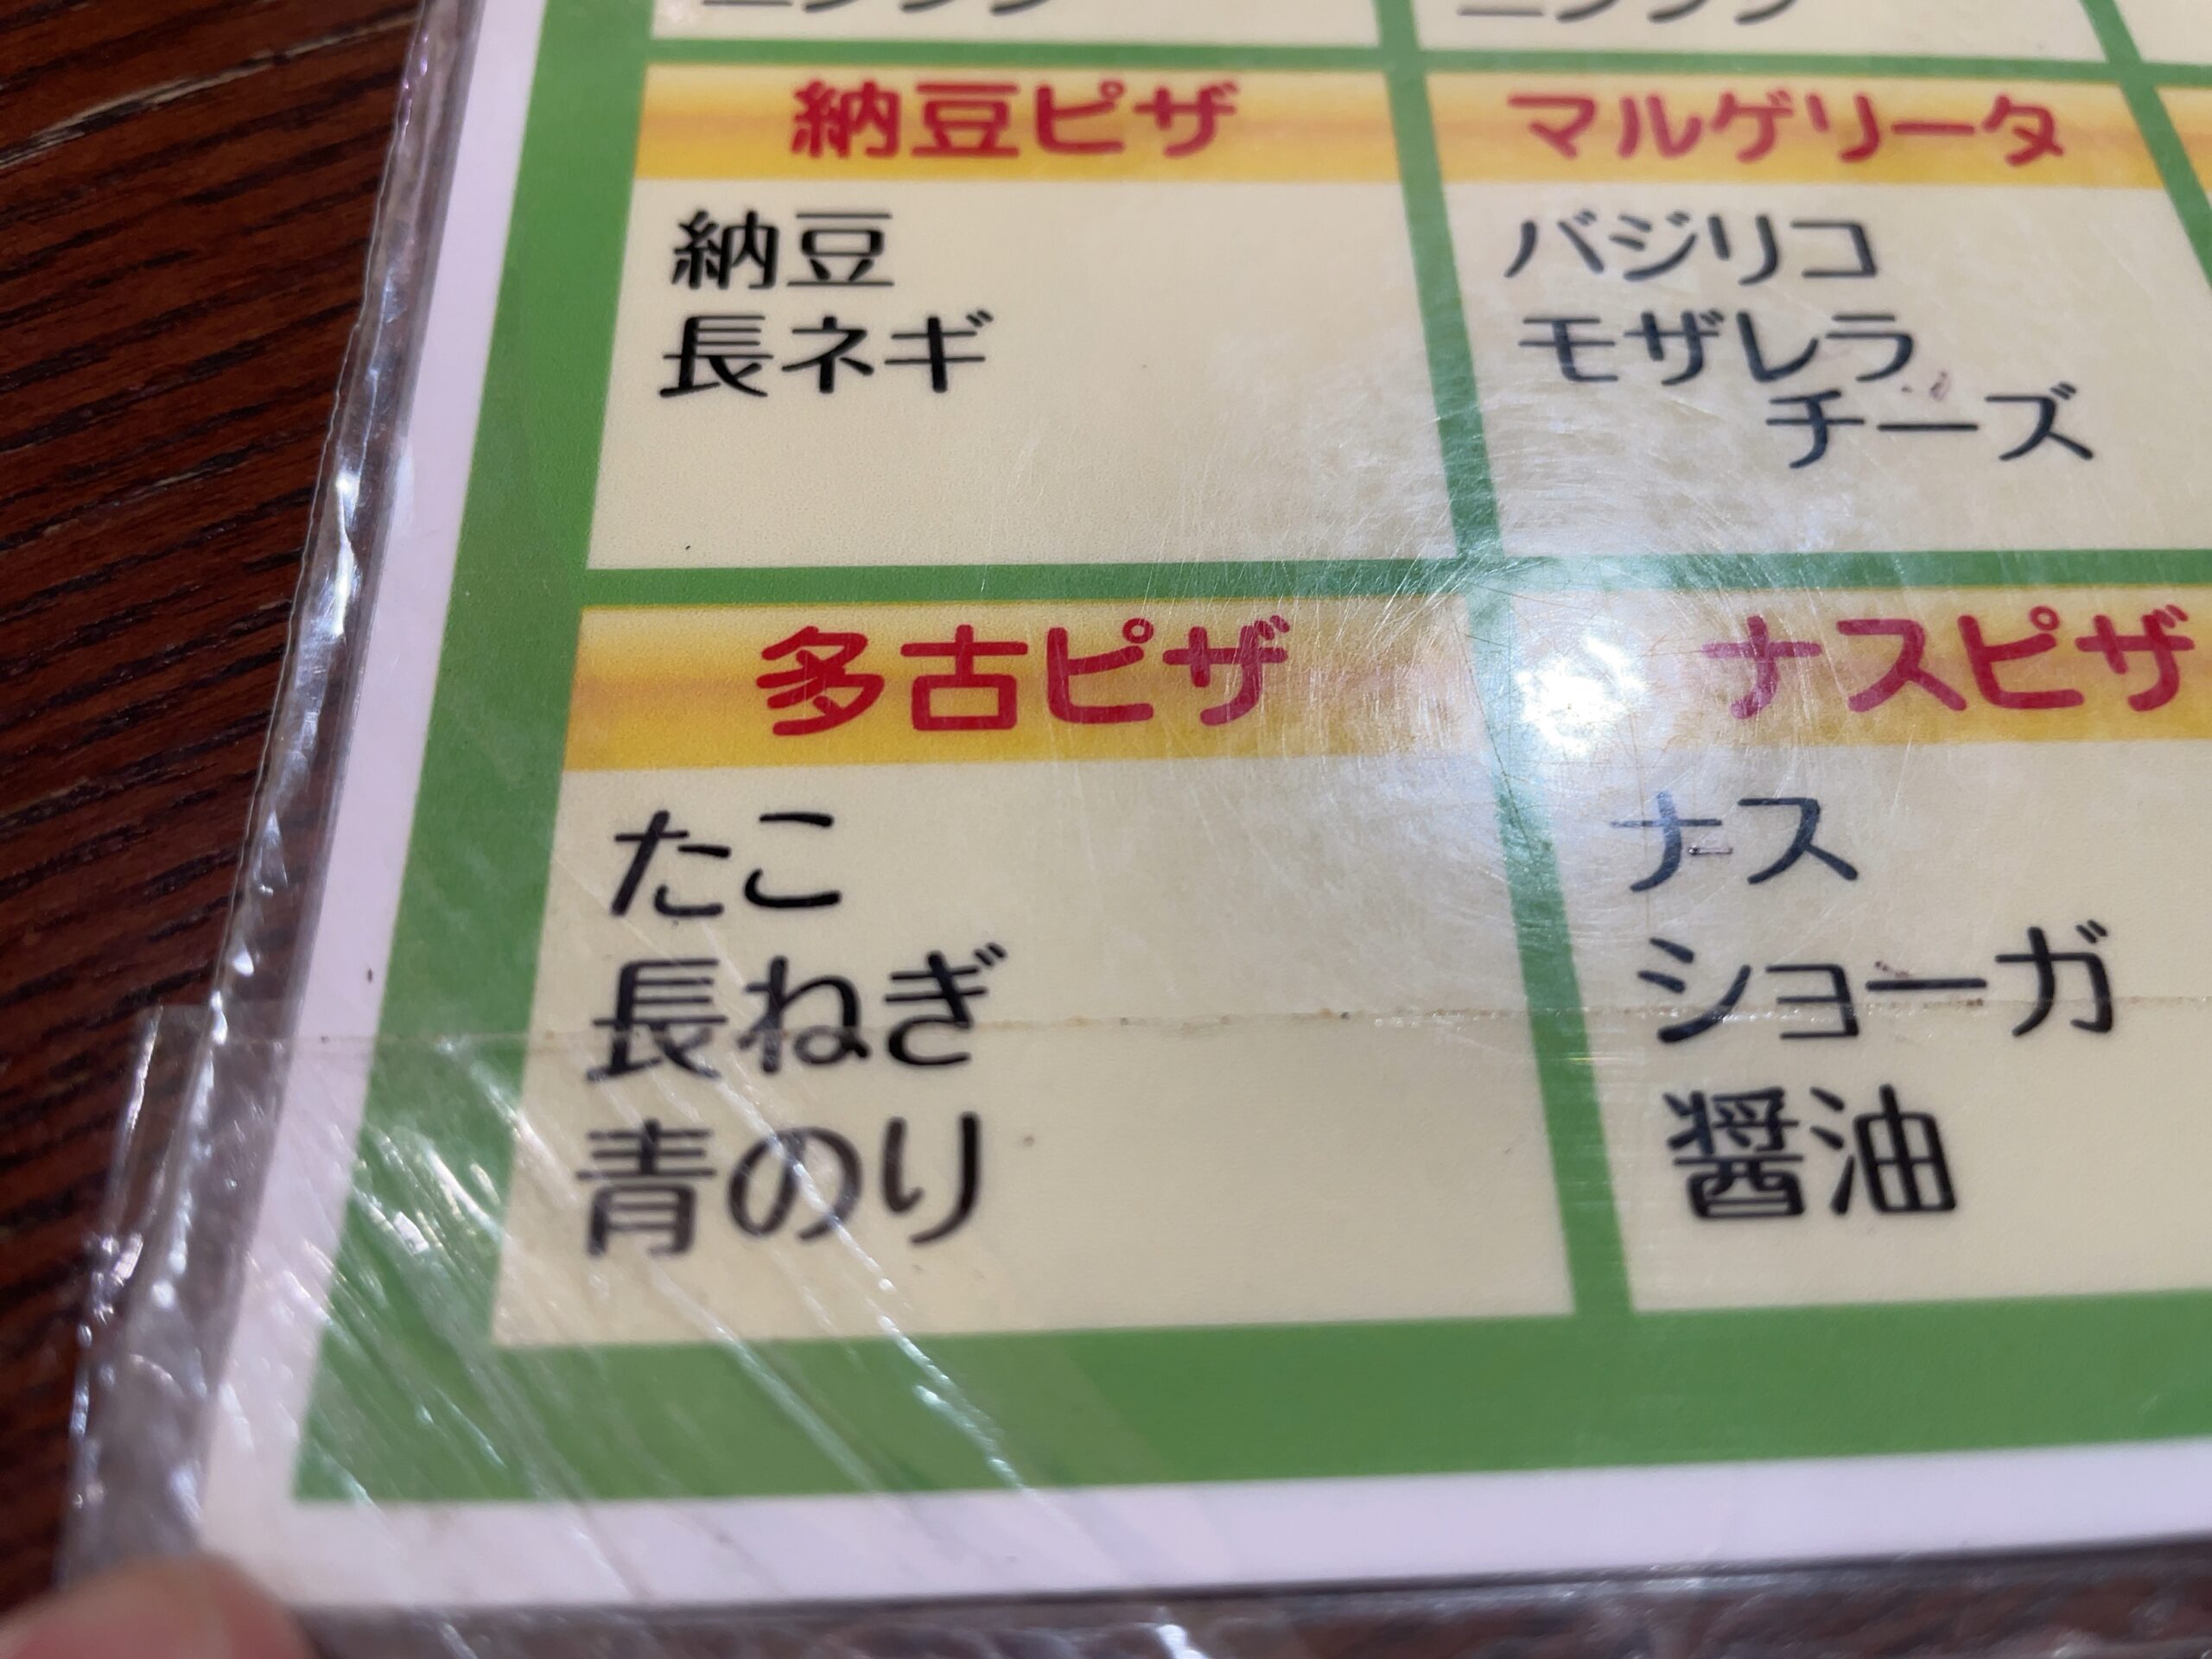 納豆ピザ
納豆
長ネギ
マルゲリータ
バジリコ
モザレラ
チーズ
多古ピザ
たこ
長ねぎ
青のり
ナスピザ
ナス
ショーガ
醤油